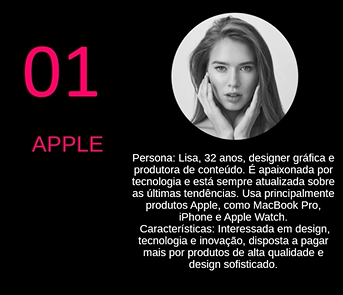 01
APPLE
Persona: Lisa, 32 anos, designer gráfica e
produtora de conteúdo. É apaixonada por
tecnologia e está sempre atualizada sobre
as últimas tendências. Usa principalmente
produtos Apple, como MacBook Pro,
iPhone e Apple Watch.
Características: Interessada em design,
tecnologia e inovação, disposta a pagar
mais por produtos de alta qualidade e
design sofisticado.